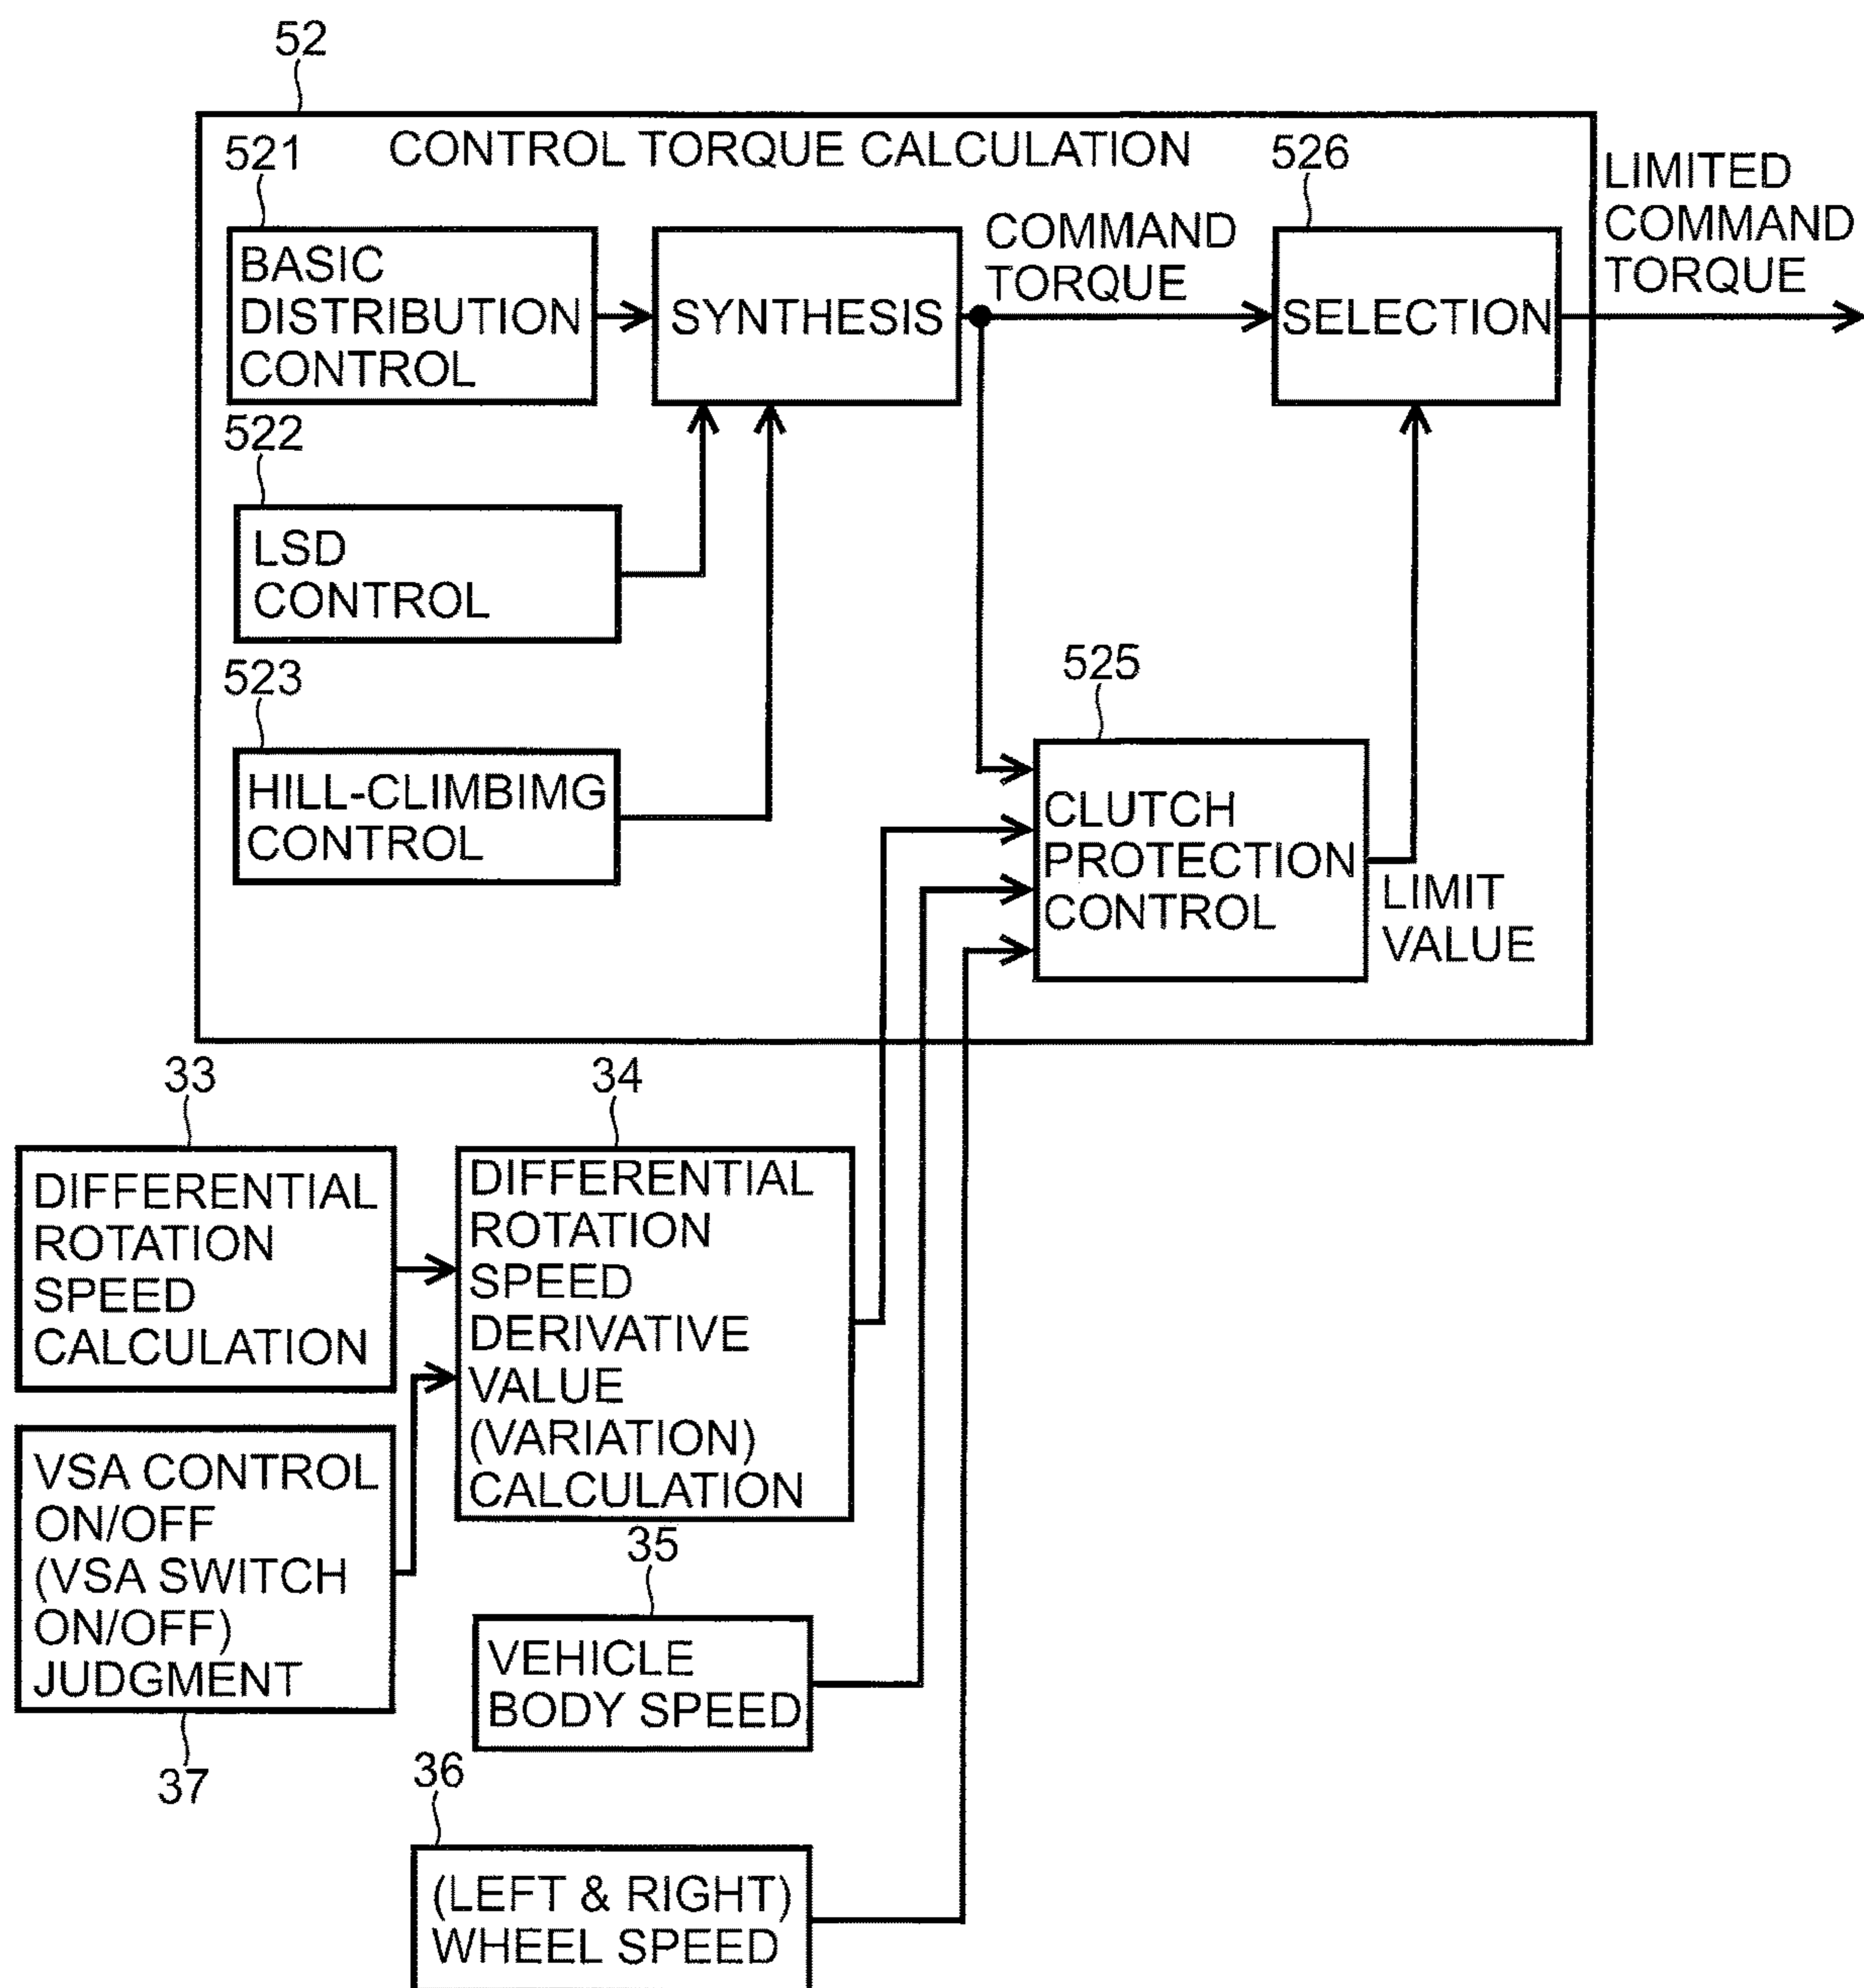 52
CONTROL TORQUE CALCULATION
521
BASIC
DISTRIBUTION
CONTROL
SYNTHESIS
COMMAND
TORQUE
526
SELECTION
LIMITED
COMMAND
TORQUE
522
LSD
CONTROL
523
HILL-CLIMBIMG
CONTROL
525
CLUTCH
PROTECTION
CONTROL
LIMIT
VALUE
33
DIFFERENTIAL
ROTATION
SPEED
CALCULATION
34
DIFFERENTIAL
ROTATION
SPEED
DERIVATIVE
VALUE
(VARIATION)
CALCULATION
VSA CONTROL
ON/OFF
(VSA SWITCH
ON/OFF)
JUDGMENT
37
35
VEHICLE
BODY SPEED
36
(LEFT & RIGHT)
WHEEL SPEED